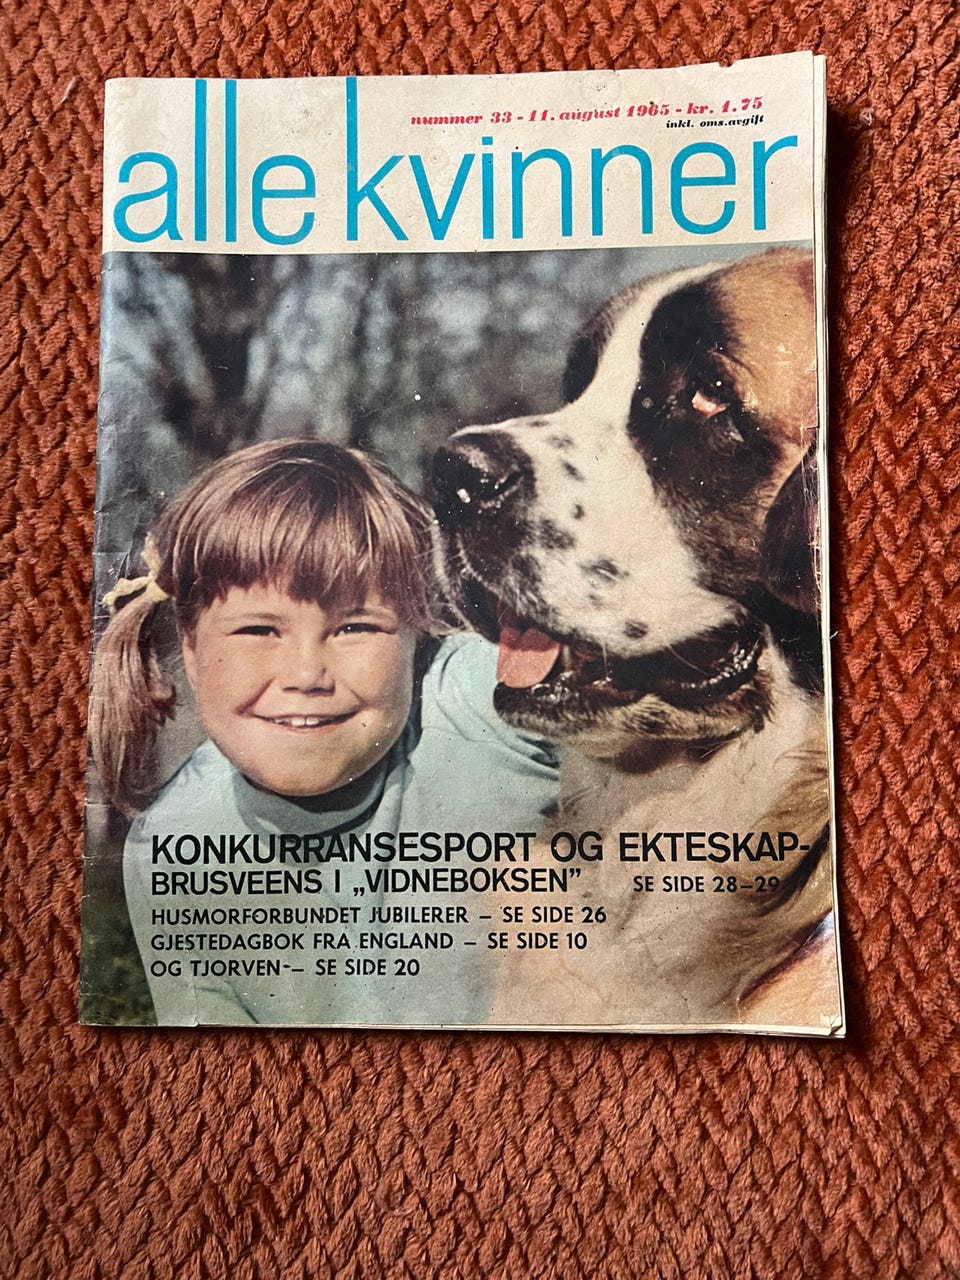 nummer 33 - 11. august 1965 - kr. 1.75
inkl. oms.avgift
alle kvinner
KONKURRANSESPORT OG EKTESKAP-
BRUSVEENS I „VIDNEBOKSEN” SE SIDE 28-29
HUSMORFORBUNDET JUBILERER - SE SIDE 26
GJESTEDAGBOK FRA ENGLAND - SE SIDE 10
OG TJORVEN - SE SIDE 20